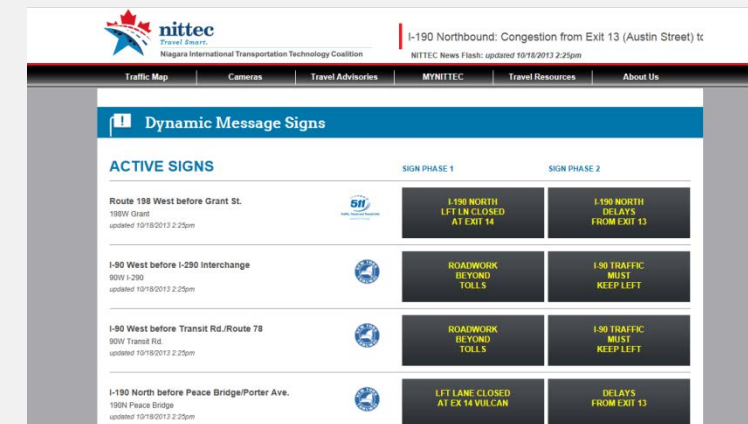 nittec
Travel Smart.
Niagara International Transportation Technology Coalition
I-190 Northbound: Congestion from Exit 13 (Austin Street) to
NITTEC News Flash: updated 10/18/2013 2:25pm
Traffic Map Cameras Travel Advisories MYNITTEC Travel Resources About Us
Dynamic Message Signs
ACTIVE SIGNS SIGN PHASE 1 SIGN PHASE 2
Route 198 West before Grant St.
198W Grant
updated 10/18/2013 2:25pm
511
I-190 NORTH
LFT LN CLOSED
AT EXIT 14
I-190 NORTH
DELAYS
FROM EXIT 13
I-90 West before I-290 Interchange
90W I-290
updated 10/18/2013 2:25pm
ROADWORK
BEYOND
TOLLS
I-90 TRAFFIC
MUST
KEEP LEFT
I-90 West before Transit Rd./Route 78
90W Transit Rd.
updated 10/18/2013 2:25pm
ROADWORK
BEYOND
TOLLS
I-90 TRAFFIC
MUST
KEEP LEFT
I-190 North before Peace Bridge/Porter Ave.
190N Peace Bridge
updated 10/18/2013 2:25pm
LFT LANE CLOSED
AT EX 14 VULCAN
DELAYS
FROM EXIT 13